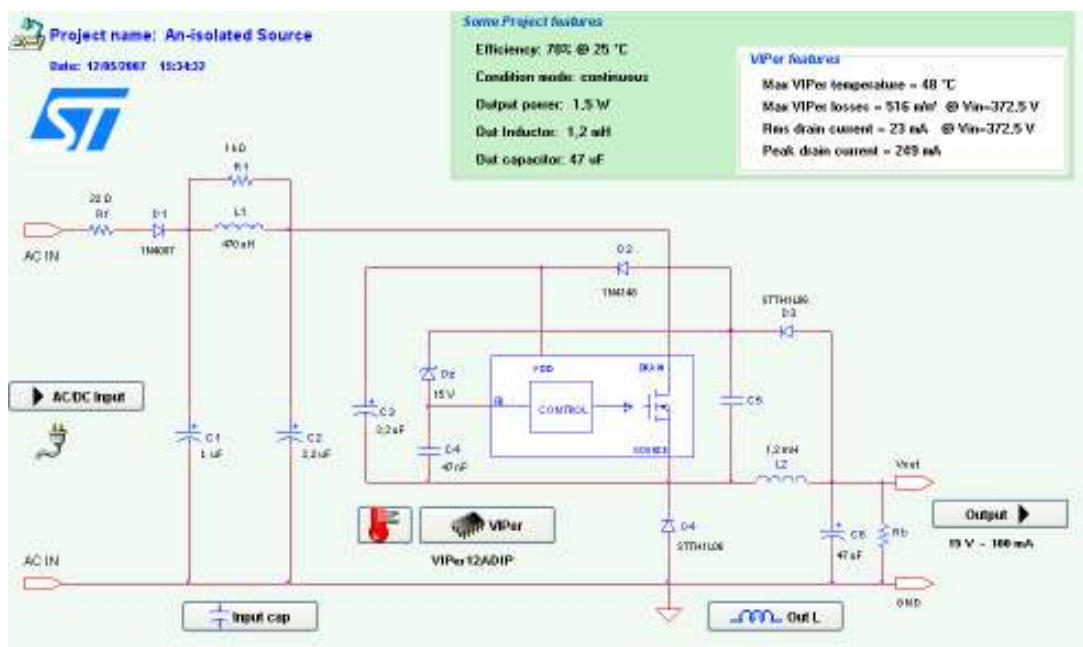 Project name: An-isolated Source
Date: 12/05/2007 15:34:32
ST
Some Project features
Efficiency: 78% @ 25 °C
Condition mode: continuous
Output power: 1,5 W
Out Inductor: 1,2 mH
Out capacitor: 47 uF
VIPer features
Max VIPer temperature = 48 °C
Max VIPer losses = 516 mW @ Vin=372,5 V
Rms drain current = 23 mA @ Vin=372,5 V
Peak drain current = 249 mA
1 kΩ
R1
22 Ω
Rf
D1
L1
AC IN
1N4007
470 uH
D2
1N4148
STTH1L06
D3
Dz
15 V
VDD
DRAIN
FB
CONTROL
SOURCE
AC/DC Input
C3
2,2 uF
C5
C1
1 uF
C2
2,2 uF
C4
47 nF
1,2 mH
L2
Vout
Output
15 V - 100 mA
VIPer
VIPer12ADIP
D4
STTH1L06
C6
47 uF
Rb
AC IN
GND
Input cap
Out L